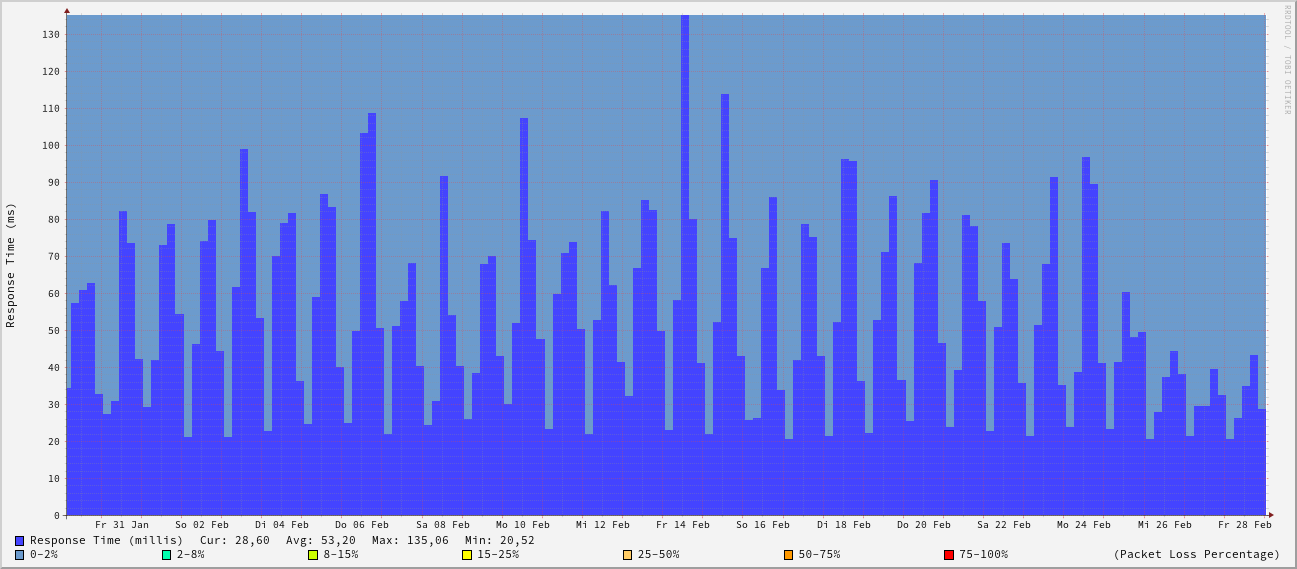 RRDTOOL / TOBI OETIKER
Response Time (ms)
130
120
110
100
90
80
70
60
50
40
30
20
10
0
Fr 31 Jan So 02 Feb Di 04 Feb Do 06 Feb Sa 08 Feb Mo 10 Feb Mi 12 Feb Fr 14 Feb So 16 Feb Di 18 Feb Do 20 Feb Sa 22 Feb Mo 24 Feb Mi 26 Feb Fr 28 Feb
Response Time (millis) Cur: 28,60 Avg: 53,20 Max: 135,06 Min: 20,52
0-2% 2-8% 8-15% 15-25% 25-50% 50-75% 75-100% (Packet Loss Percentage)